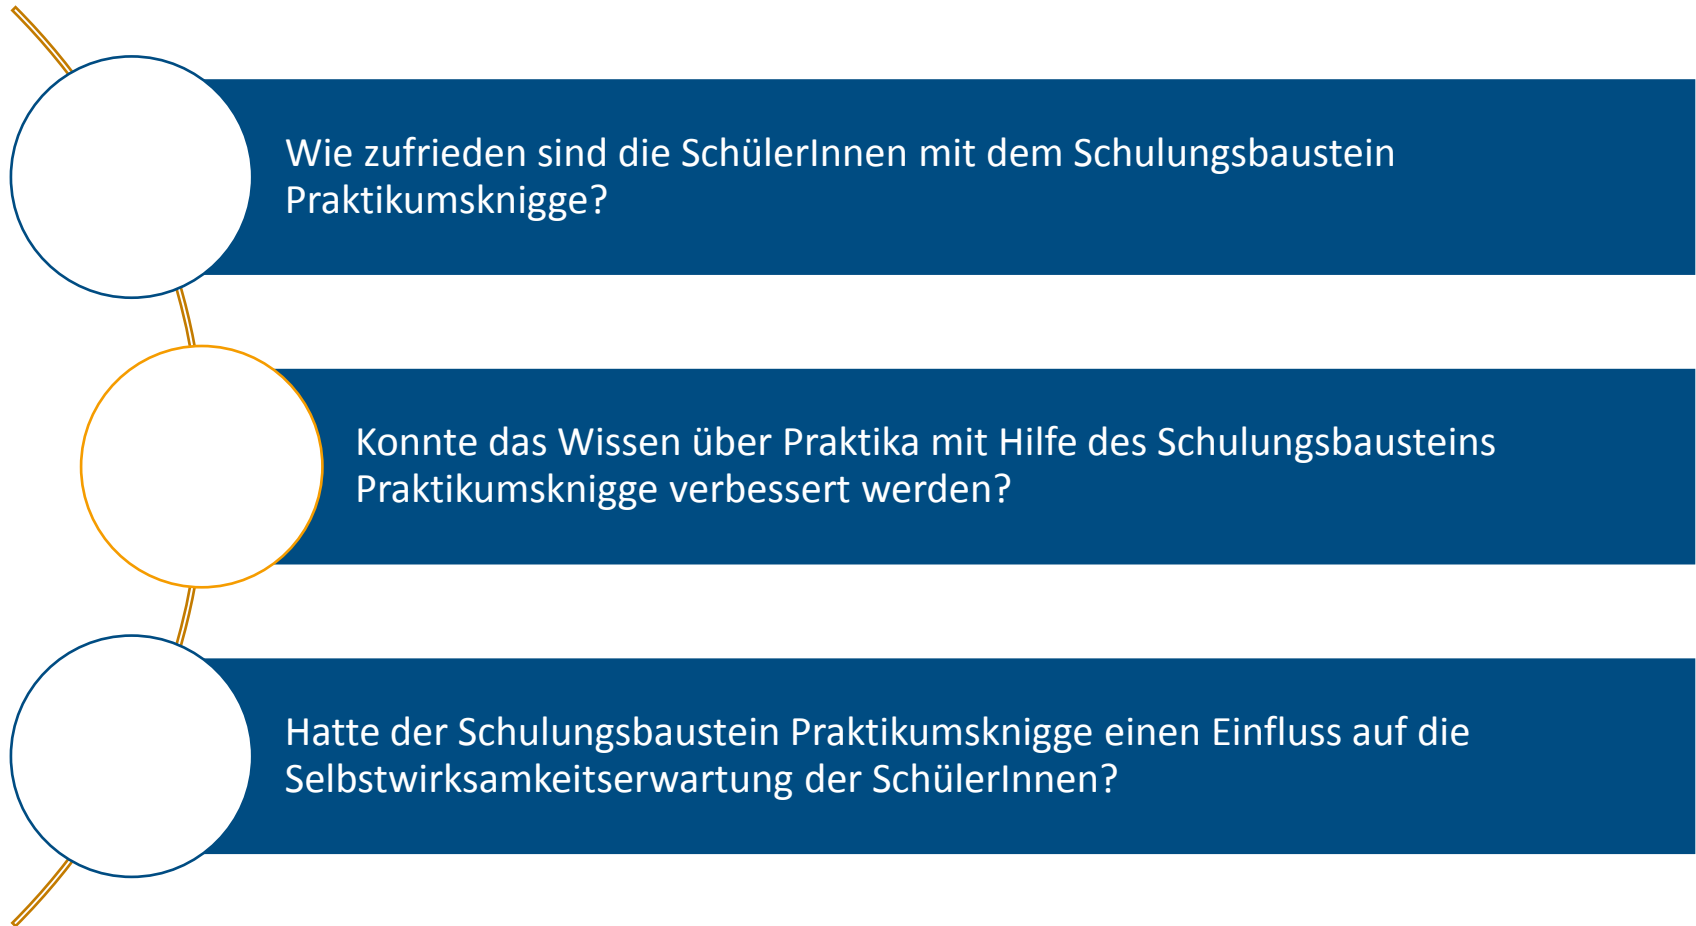 Wie zufrieden sind die SchülerInnen mit dem Schulungsbaustein
Praktikumsknigge?
Konnte das Wissen über Praktika mit Hilfe des Schulungsbausteins
Praktikumsknigge verbessert werden?
Hatte der Schulungsbaustein Praktikumsknigge einen Einfluss auf die
Selbstwirksamkeitserwartung der SchülerInnen?